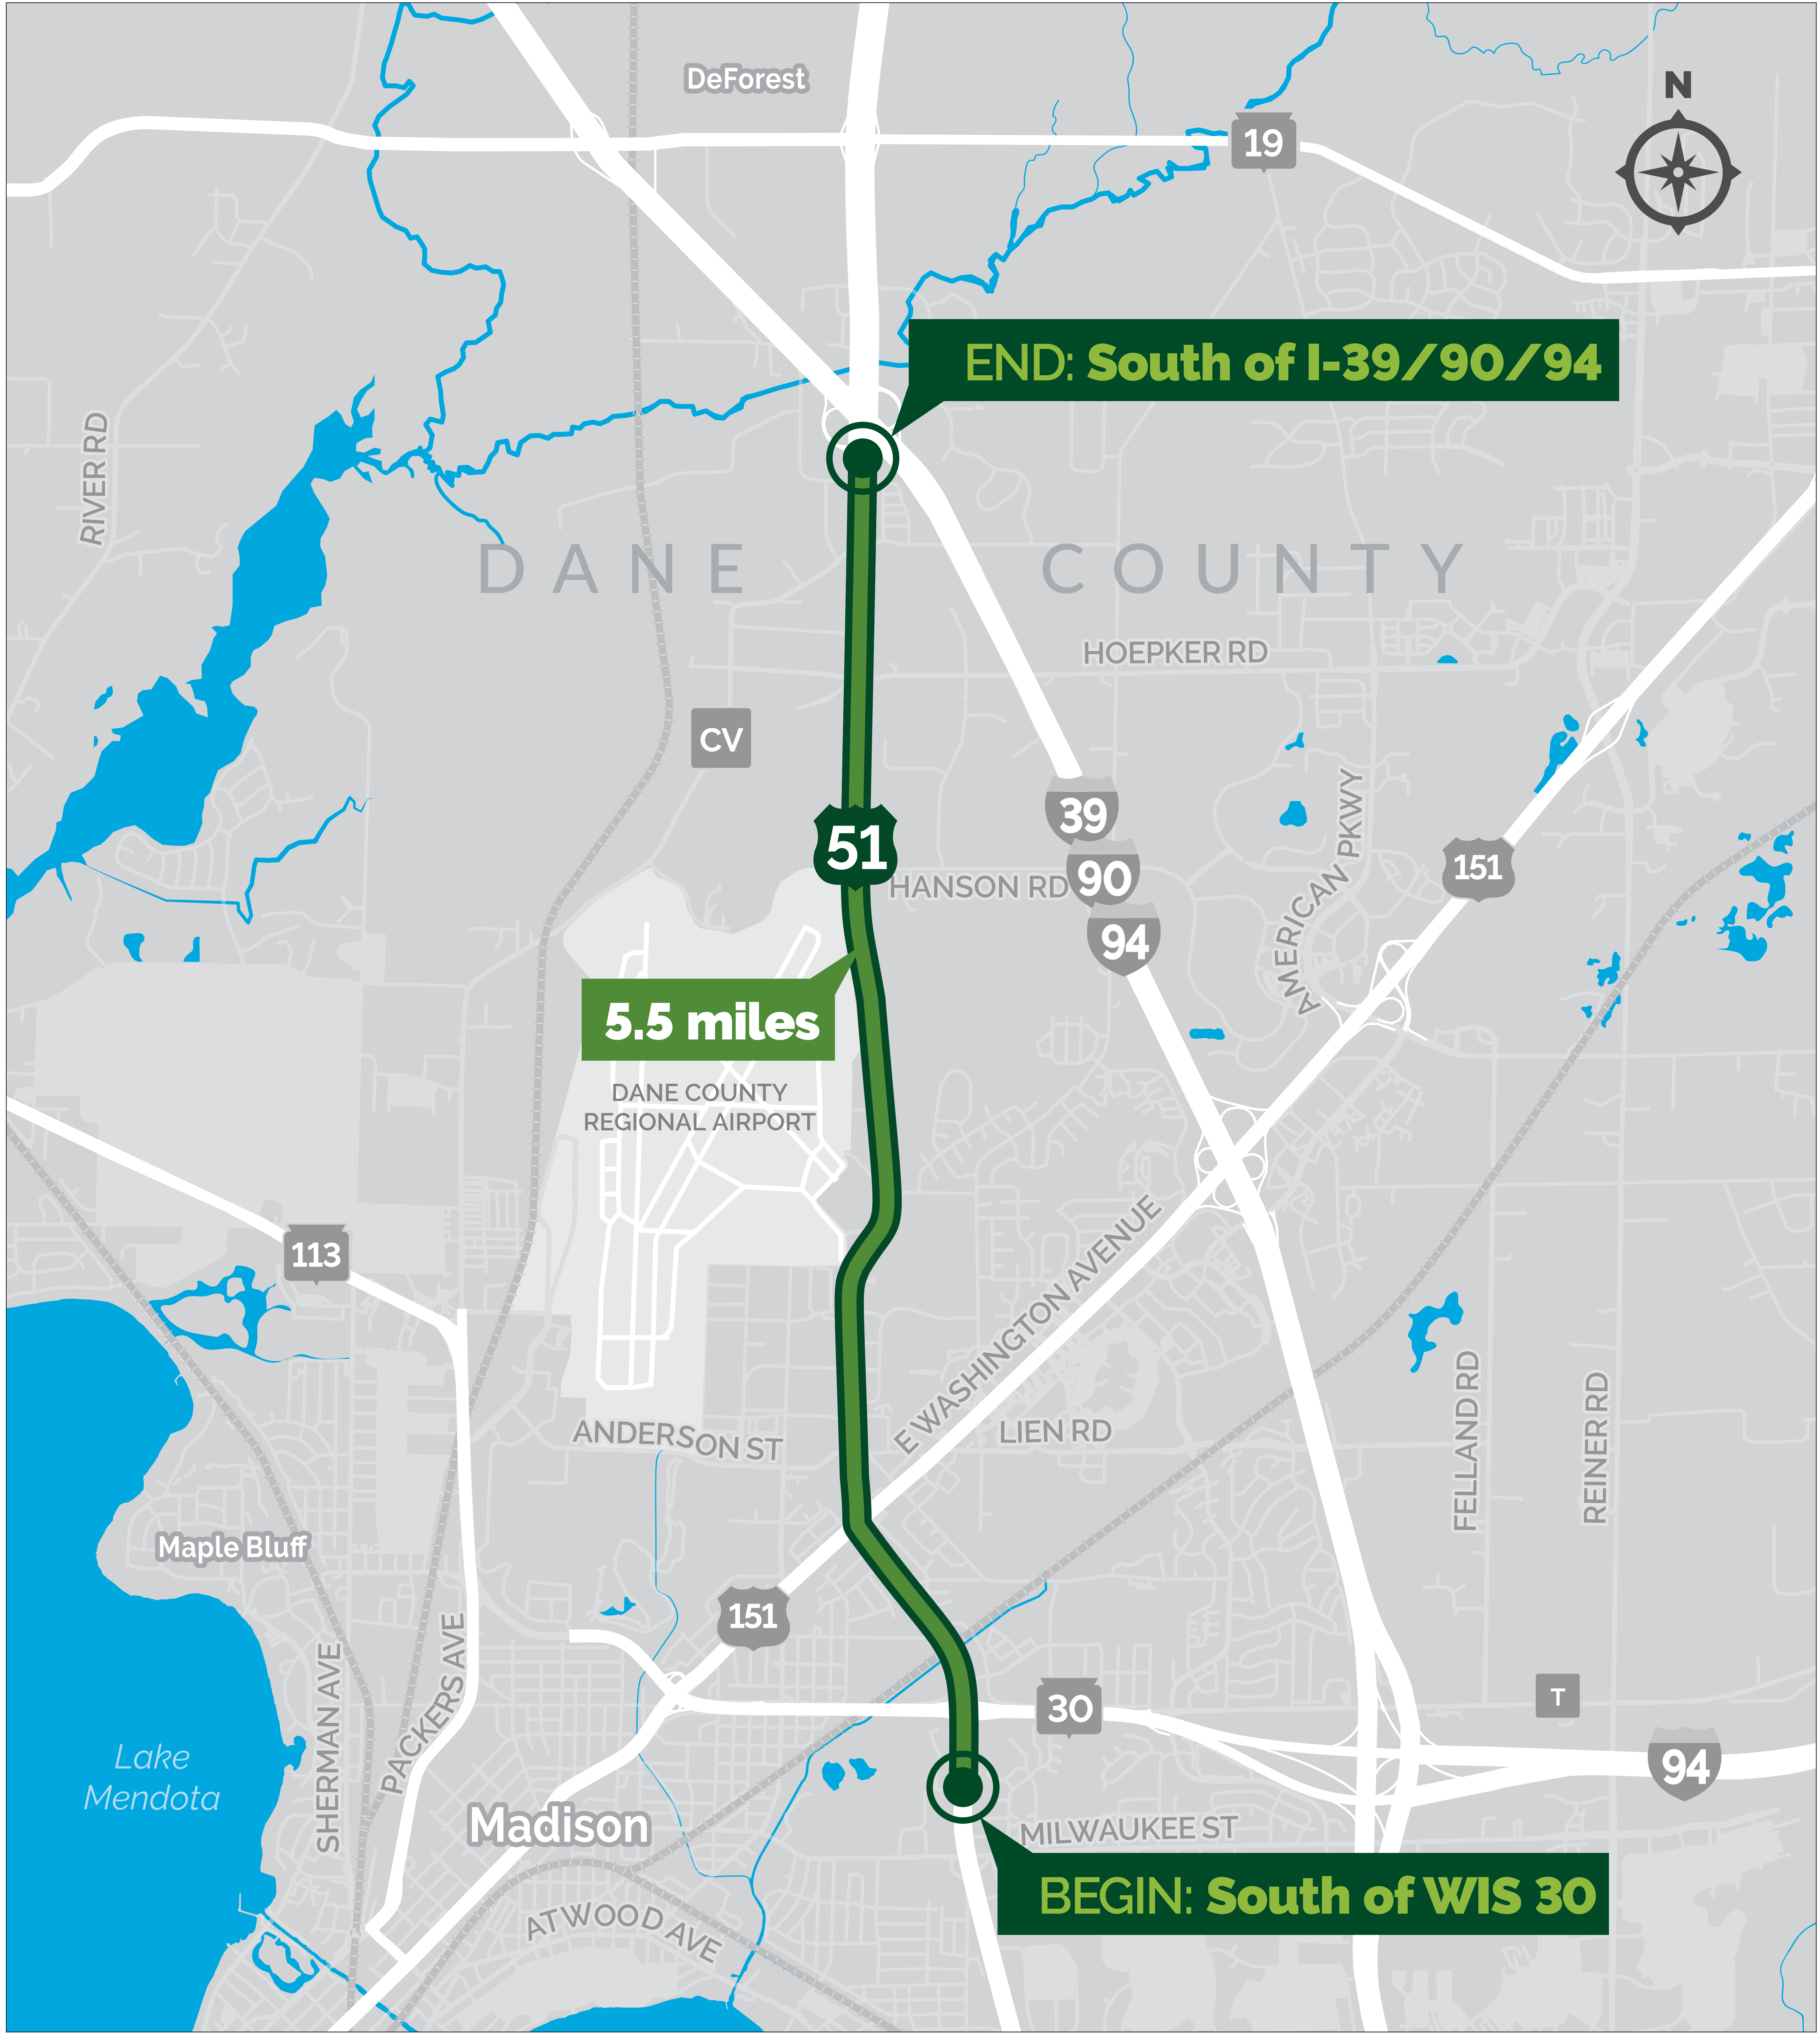 DeForest
N
19
END: South of I-39/90/94
RIVER RD
DANE COUNTY
HOEPKER RD
CV
39
51
151
90
HANSON RD
AMERICAN PKWY
94
5.5 miles
DANE COUNTY
REGIONAL AIRPORT
113
E WASHINGTON AVENUE
ANDERSON ST
LIEN RD
FELLAND RD
REINER RD
Maple Bluff
151
SHERMAN AVE
PACKERS AVE
30
T
94
Lake
Mendota
Madison
MILWAUKEE ST
BEGIN: South of WIS 30
ATWOOD AVE